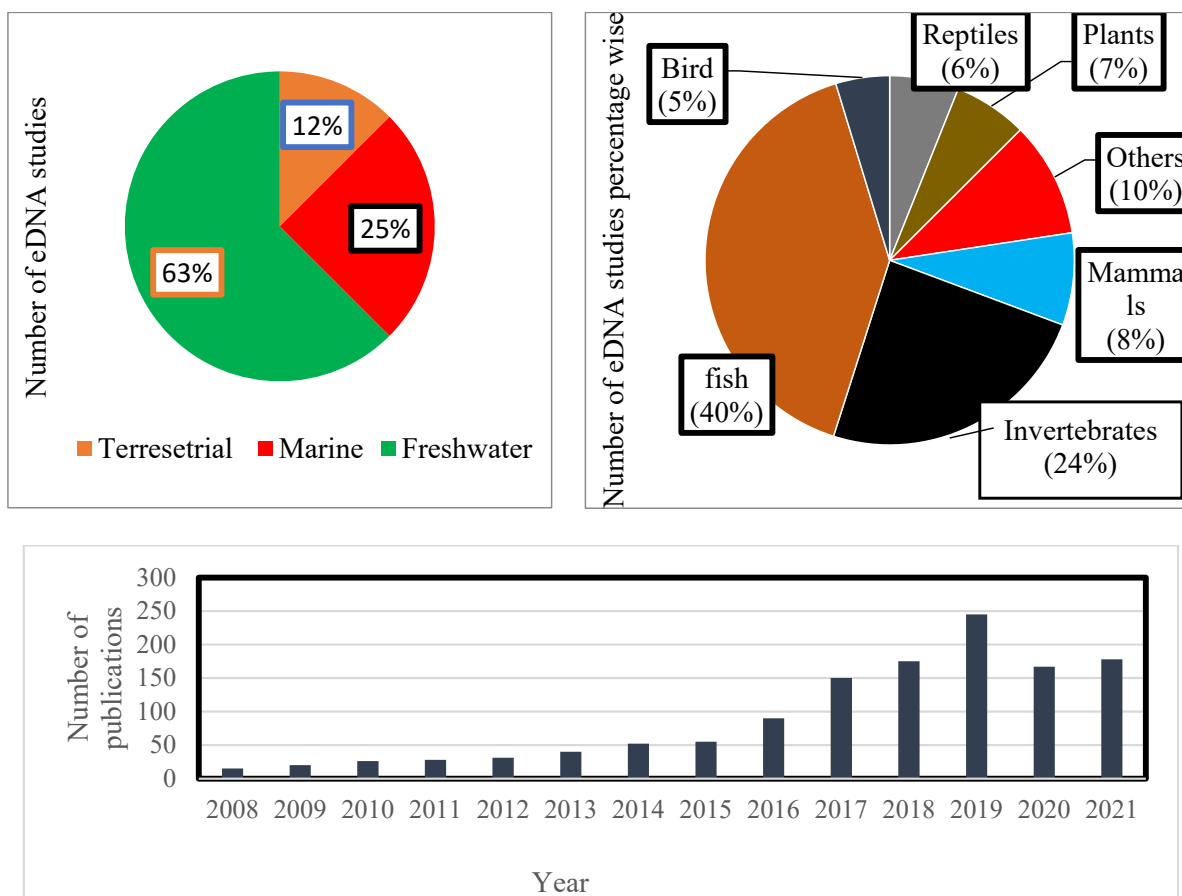 Number of eDNA studies
12%
25%
63%
Terresetrial Marine Freshwater
Number of eDNA studies percentage wise
Bird
(5%)
Reptiles
(6%)
Plants
(7%)
Others
(10%)
Mamma
ls
(8%)
Invertebrates
(24%)
fish
(40%)
Number of
publications
300
250
200
150
100
50
0
2008 2009 2010 2011 2012 2013 2014 2015 2016 2017 2018 2019 2020 2021
Year